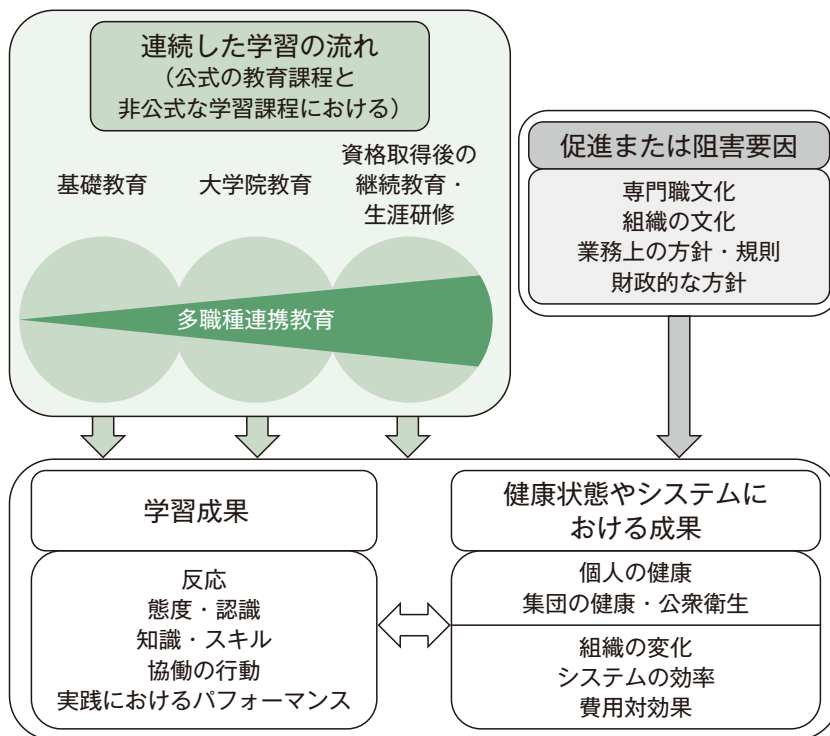 連続した学習の流れ
（公式の教育課程と
非公式な学習課程における）
基礎教育
大学院教育
資格取得後の
継続教育・
生涯研修
多職種連携教育
促進または阻害要因
専門職文化
組織の文化
業務上の方針・規則
財政的な方針
学習成果
反応
態度・認識
知識・スキル
協働の行動
実践におけるパフォーマンス
健康状態やシステムに
おける成果
個人の健康
集団の健康・公衆衛生
組織の変化
システムの効率
費用対効果